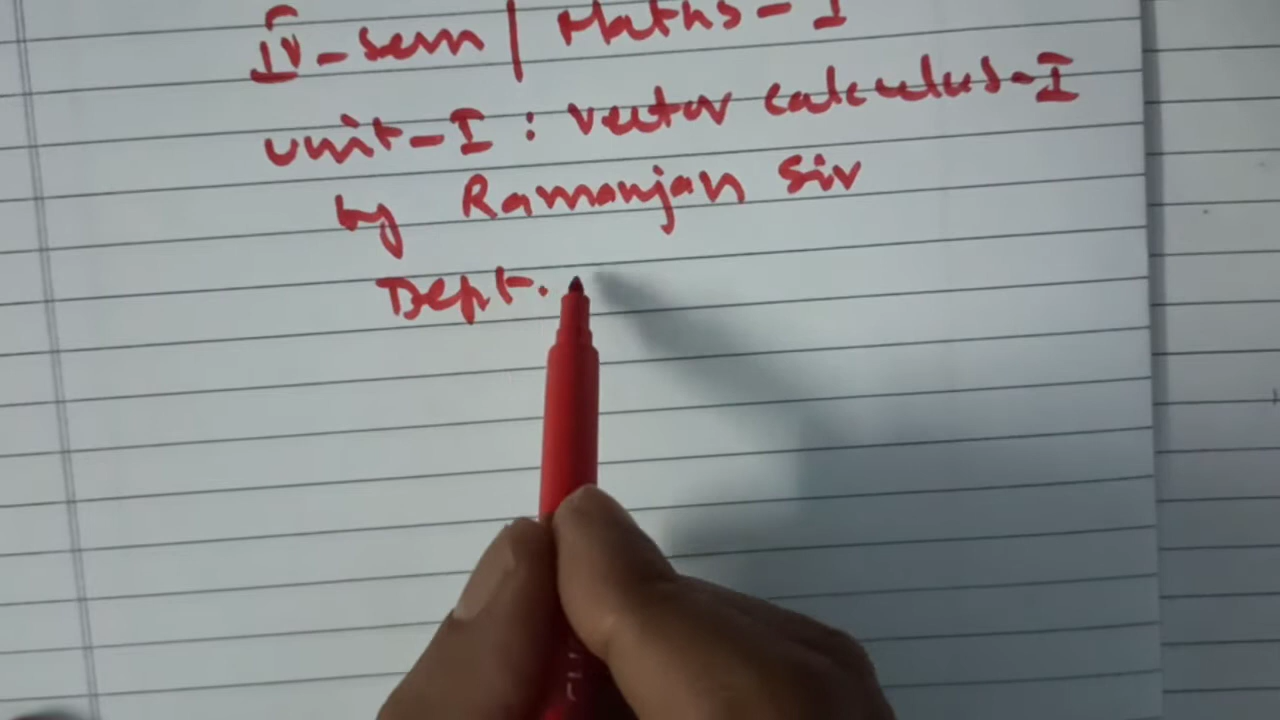 IV-Sem | Maths-I
Unit-I : Vector calculus-I
by Ramanjan Sir
Dept.